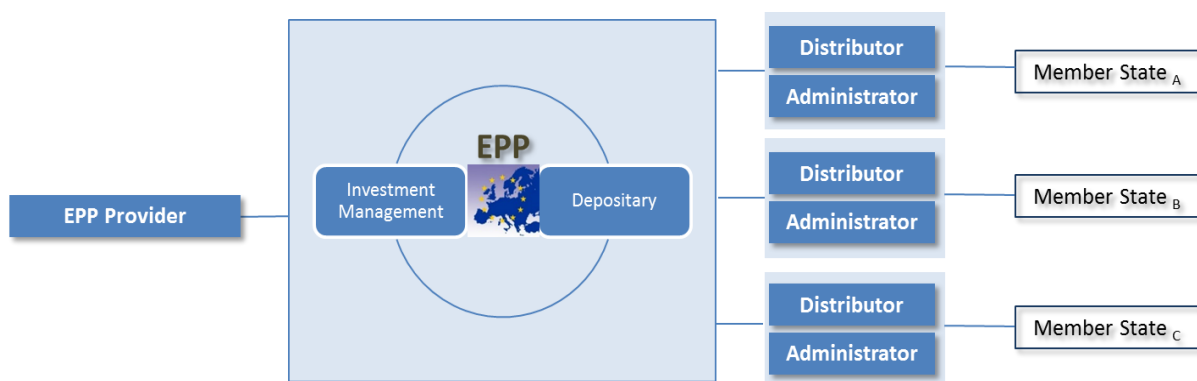 EPP Provider
EPP
Investment
Management
Depositary
Distributor
Administrator
Member State A
Distributor
Administrator
Member State B
Distributor
Administrator
Member State C